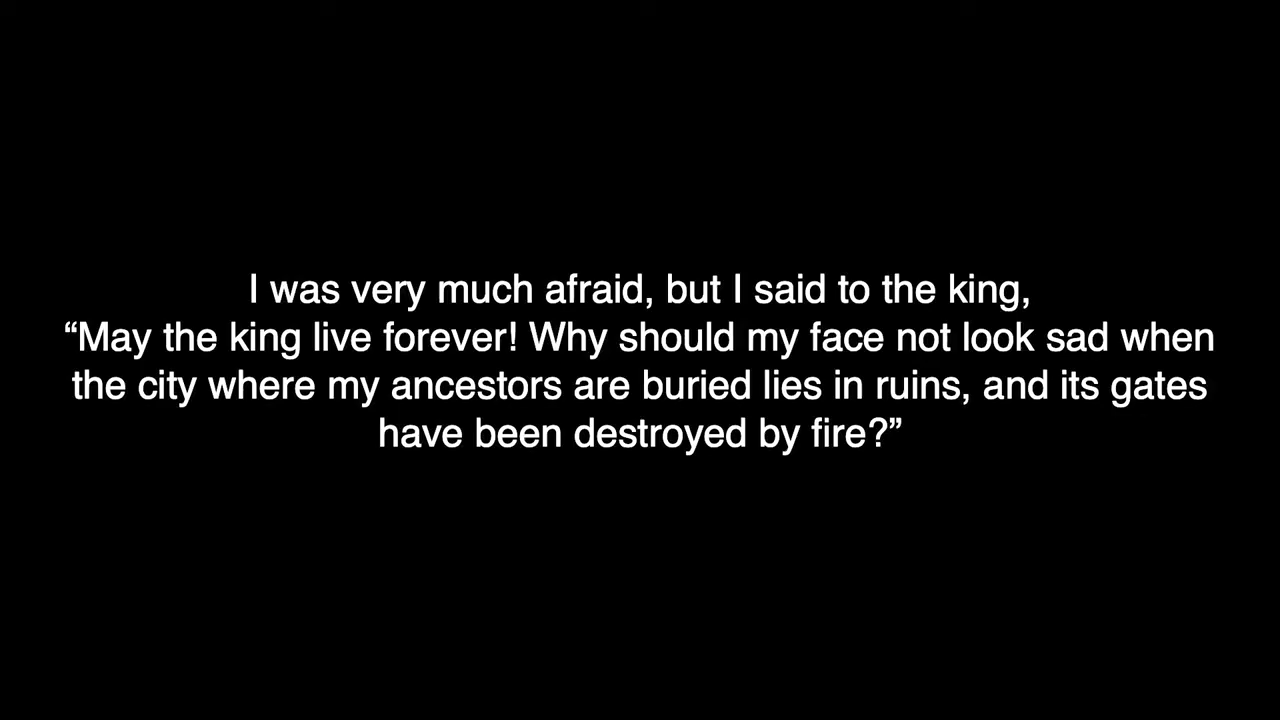 I was very much afraid, but I said to the king,
“May the king live forever! Why should my face not look sad when
the city where my ancestors are buried lies in ruins, and its gates
have been destroyed by fire?”